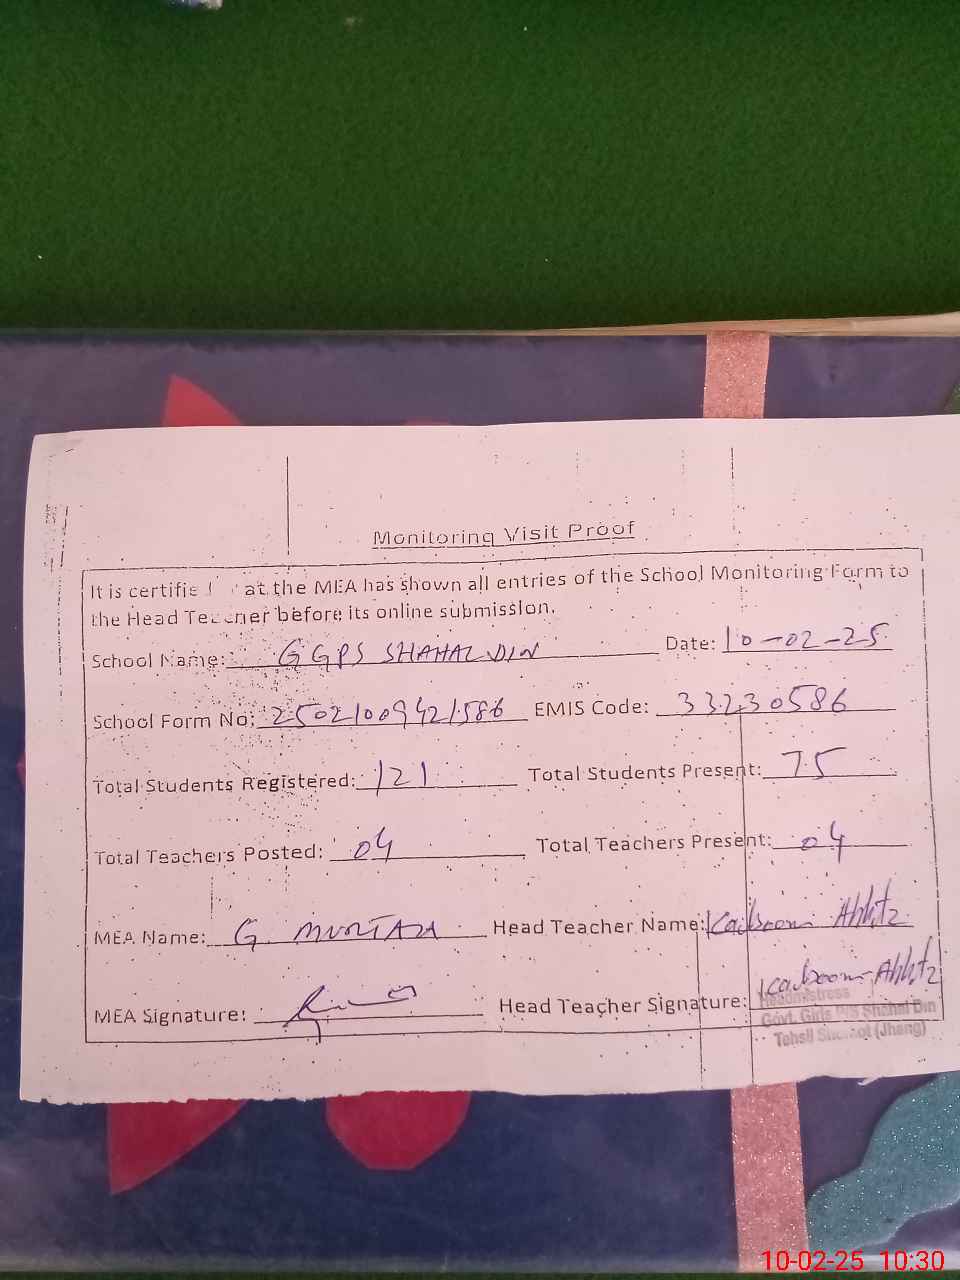 Monitoring Visit Proof
It is certifie at the MEA has shown all entries of the School Monitoring Form to
the Head Teacher before its online submission.
School Name: GGPS SHAHAL DIN Date: 10-02-25
School Form No: 25021009421586 EMIS Code: 33230586
Total Students Registered: 121 Total Students Present: 75
Total Teachers Posted: 04 Total Teachers Present: 04
MEA Name: G. MURTAZA Head Teacher Name:
MEA Signature: Head Teacher Signature:
Headmistress
Govt. Girls P/S Shahal Din
Tehsil (Jhang)
10-02-25 10:30